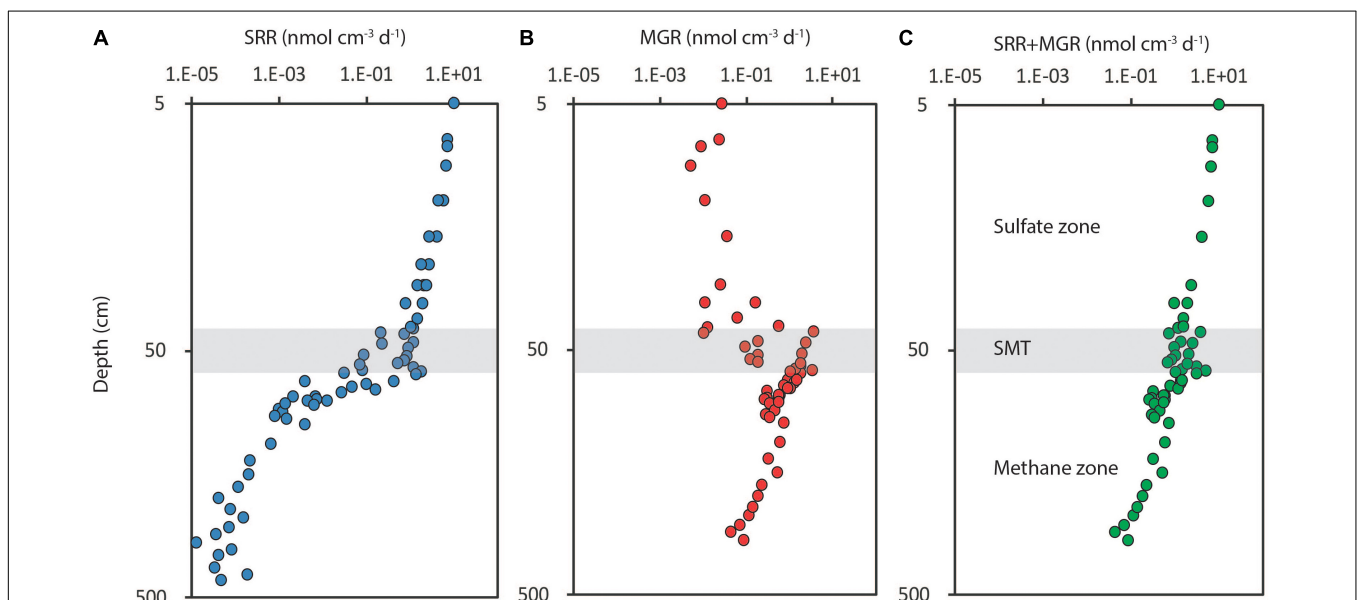 A SRR (nmol cm-3 d-1)
1.E-05 1.E-03 1.E-01 1.E+01
5
50
500
Depth (cm)
B MGR (nmol cm-3 d-1)
1.E-05 1.E-03 1.E-01 1.E+01
5
50
500
C SRR+MGR (nmol cm-3 d-1)
1.E-05 1.E-03 1.E-01 1.E+01
5
Sulfate zone
50 SMT
Methane zone
500